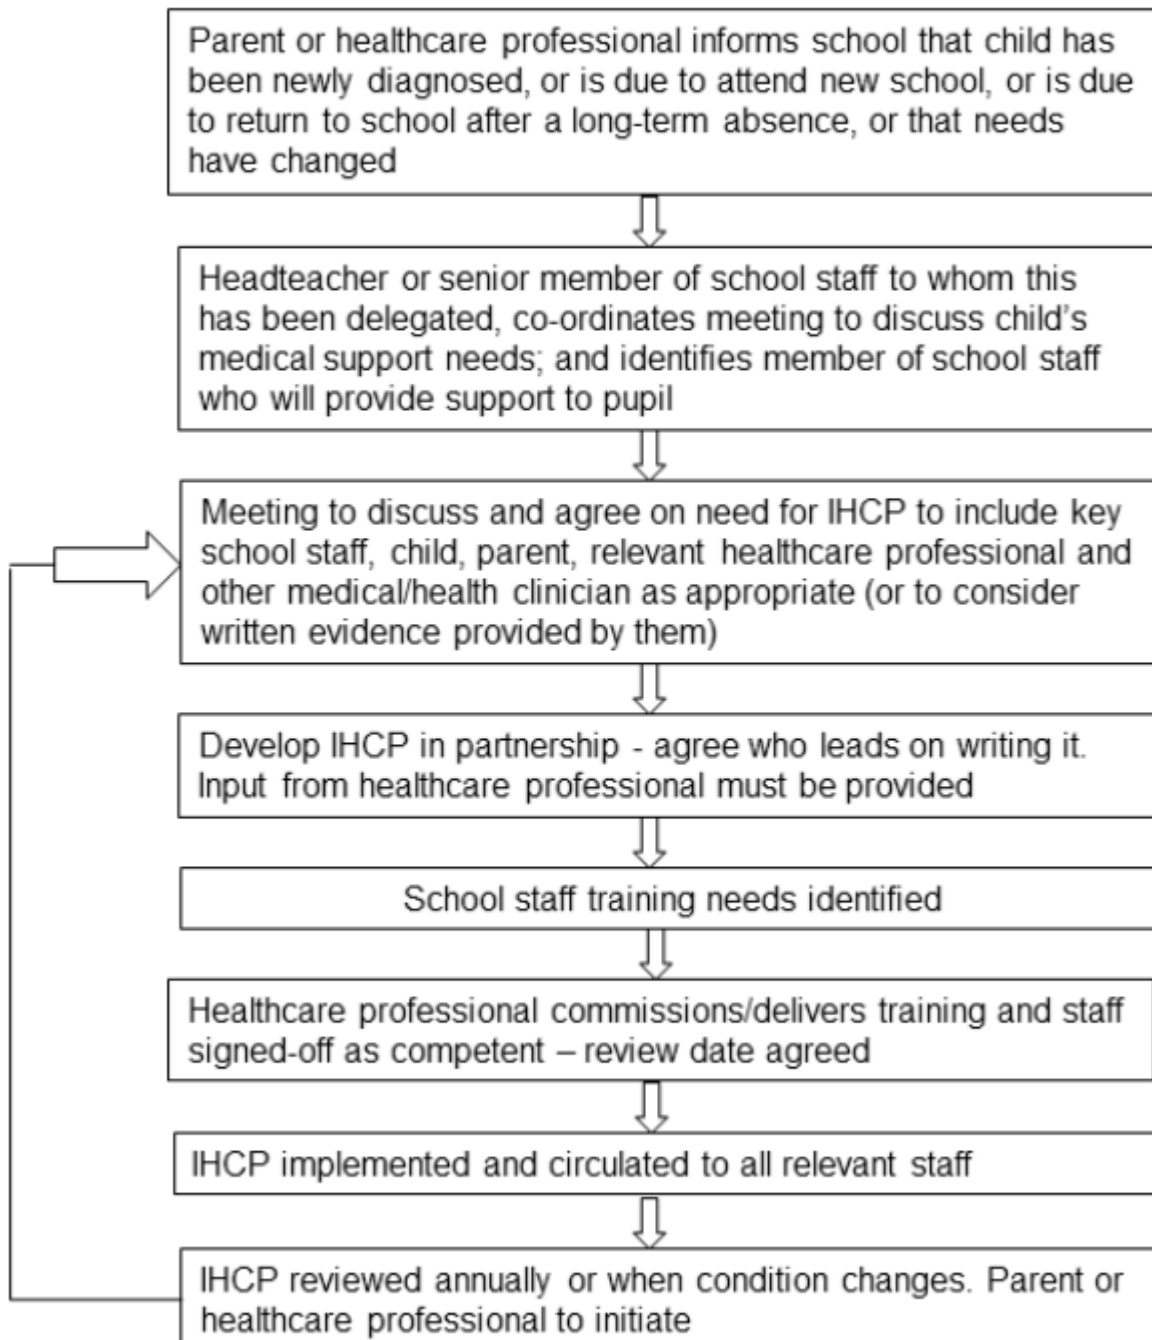 Parent or healthcare professional informs school that child has
been newly diagnosed, or is due to attend new school, or is due
to return to school after a long-term absence, or that needs
have changed
Headteacher or senior member of school staff to whom this
has been delegated, co-ordinates meeting to discuss child's
medical support needs; and identifies member of school staff
who will provide support to pupil
Meeting to discuss and agree on need for IHCP to include key
school staff, child, parent, relevant healthcare professional and
other medical/health clinician as appropriate (or to consider
written evidence provided by them)
Develop IHCP in partnership - agree who leads on writing it.
Input from healthcare professional must be provided
School staff training needs identified
Healthcare professional commissions/delivers training and staff
signed-off as competent – review date agreed
IHCP implemented and circulated to all relevant staff
IHCP reviewed annually or when condition changes. Parent or
healthcare professional to initiate